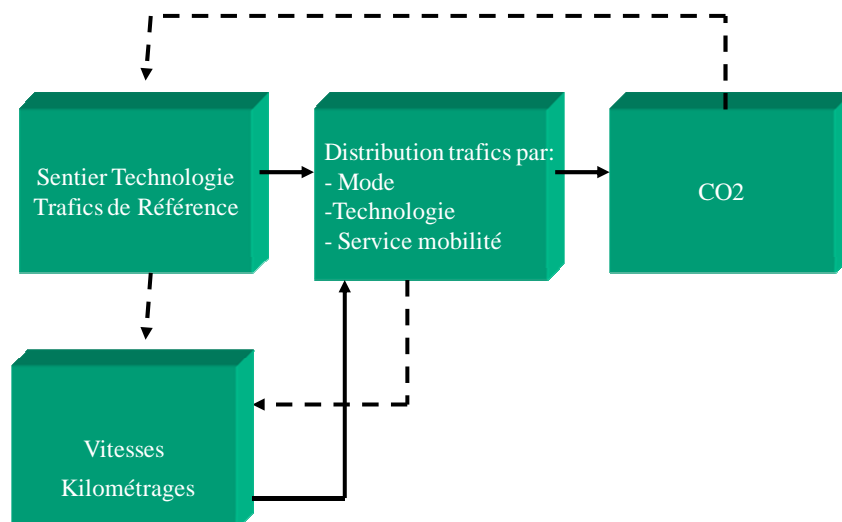 Sentier Technologie
Trafics de Référence
Distribution trafics par:
- Mode
-Technologie
- Service mobilité
CO2
Vitesses
Kilométrages